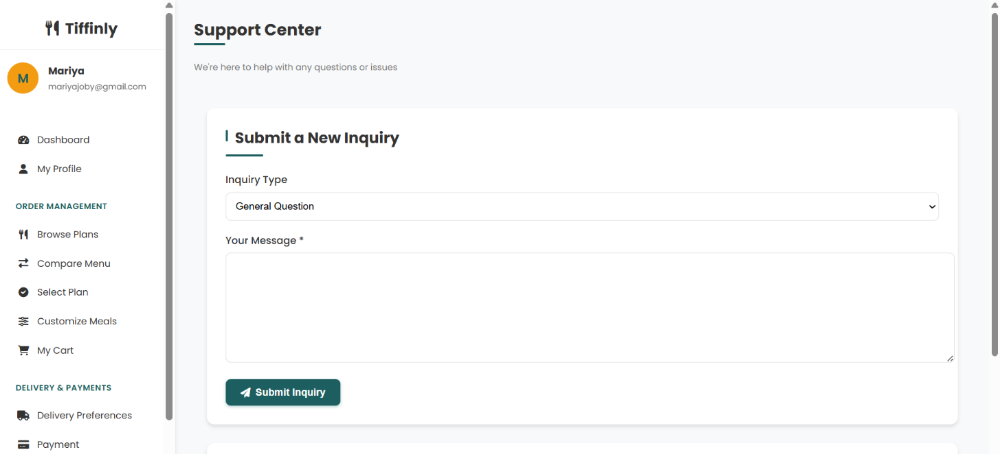 Tiffinly
M
Mariya
mariyajoby@gmail.com
Dashboard
My Profile
ORDER MANAGEMENT
Browse Plans
Compare Menu
Select Plan
Customize Meals
My Cart
DELIVERY & PAYMENTS
Delivery Preferences
Payment
Support Center
We're here to help with any questions or issues
Submit a New Inquiry
Inquiry Type
General Question
Your Message *
Submit Inquiry